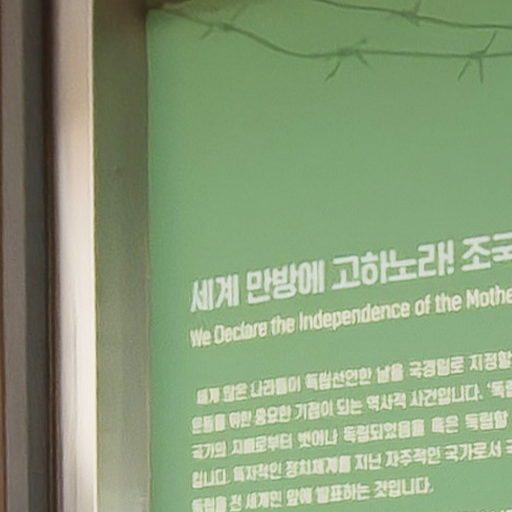 세계 만방에 고하노라! 조국
We Declare the Independence of the Mothe
세계 많은 나라들이 독립선언한 날을 국경일로 지정할
운동을 위한 중요한 기점이 되는 역사적 사건입니다. '독립
국가의 지배로부터 벗어나 독립되었음을 혹은 독립할
입니다. 독자적인 정치체계를 지닌 자주적인 국가로서 국
독립을 전 세계인 앞에 발표하는 것입니다.